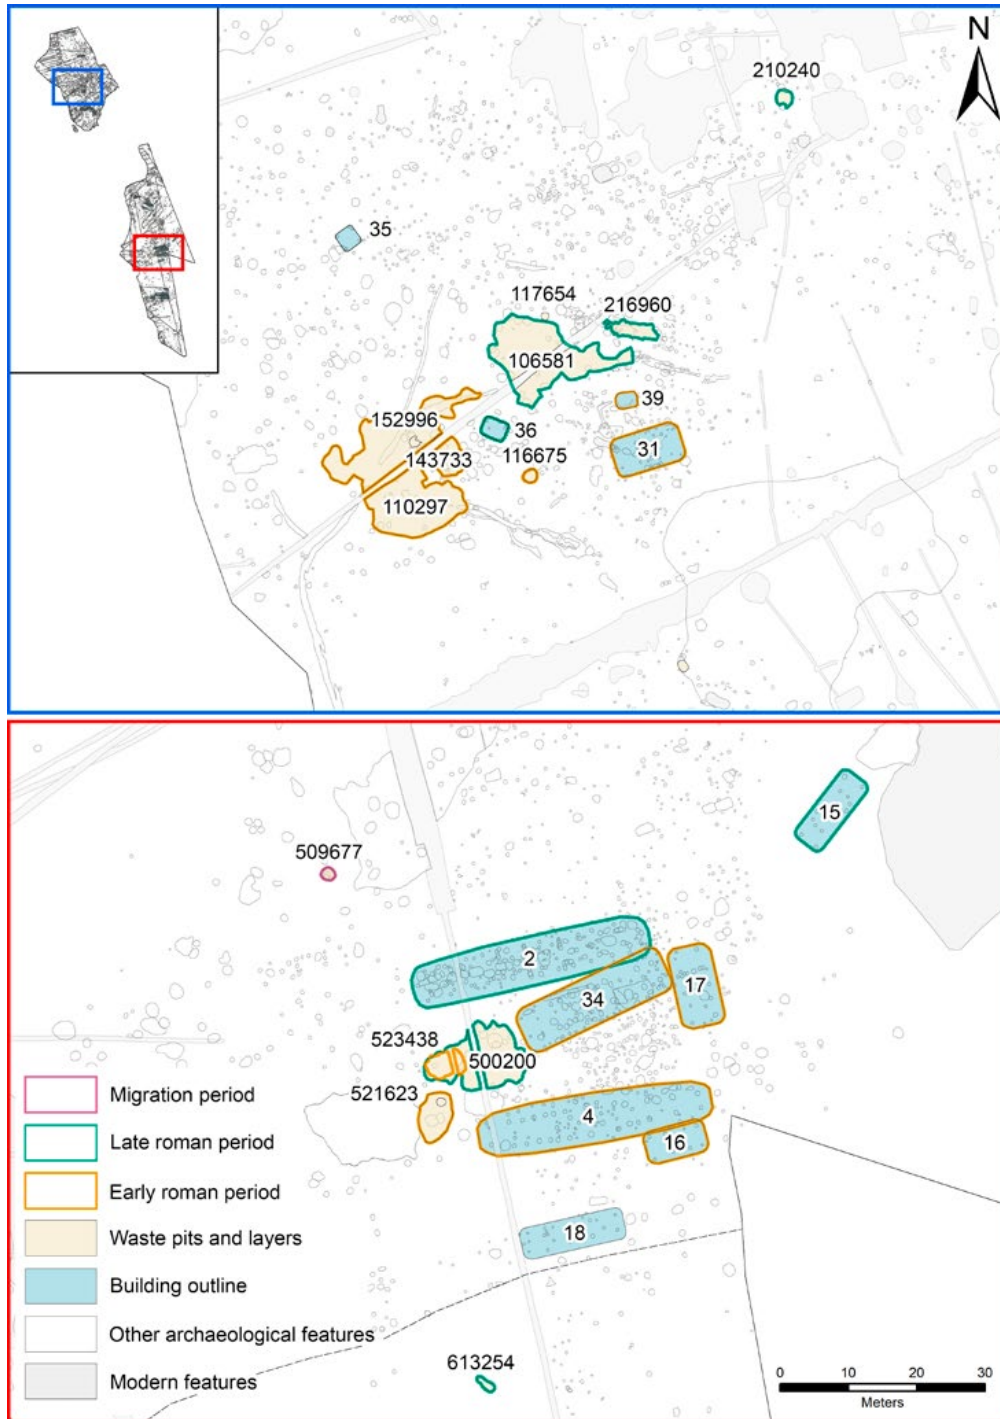 N
210240
35
117654
216960
106581
39
152996
36
31
143733
116675
110297
15
509677
2
17
34
523438
500200
521623
4
16
18
613254
Migration period
Late roman period
Early roman period
Waste pits and layers
Building outline
Other archaeological features
Modern features
0 10 20 30
Meters